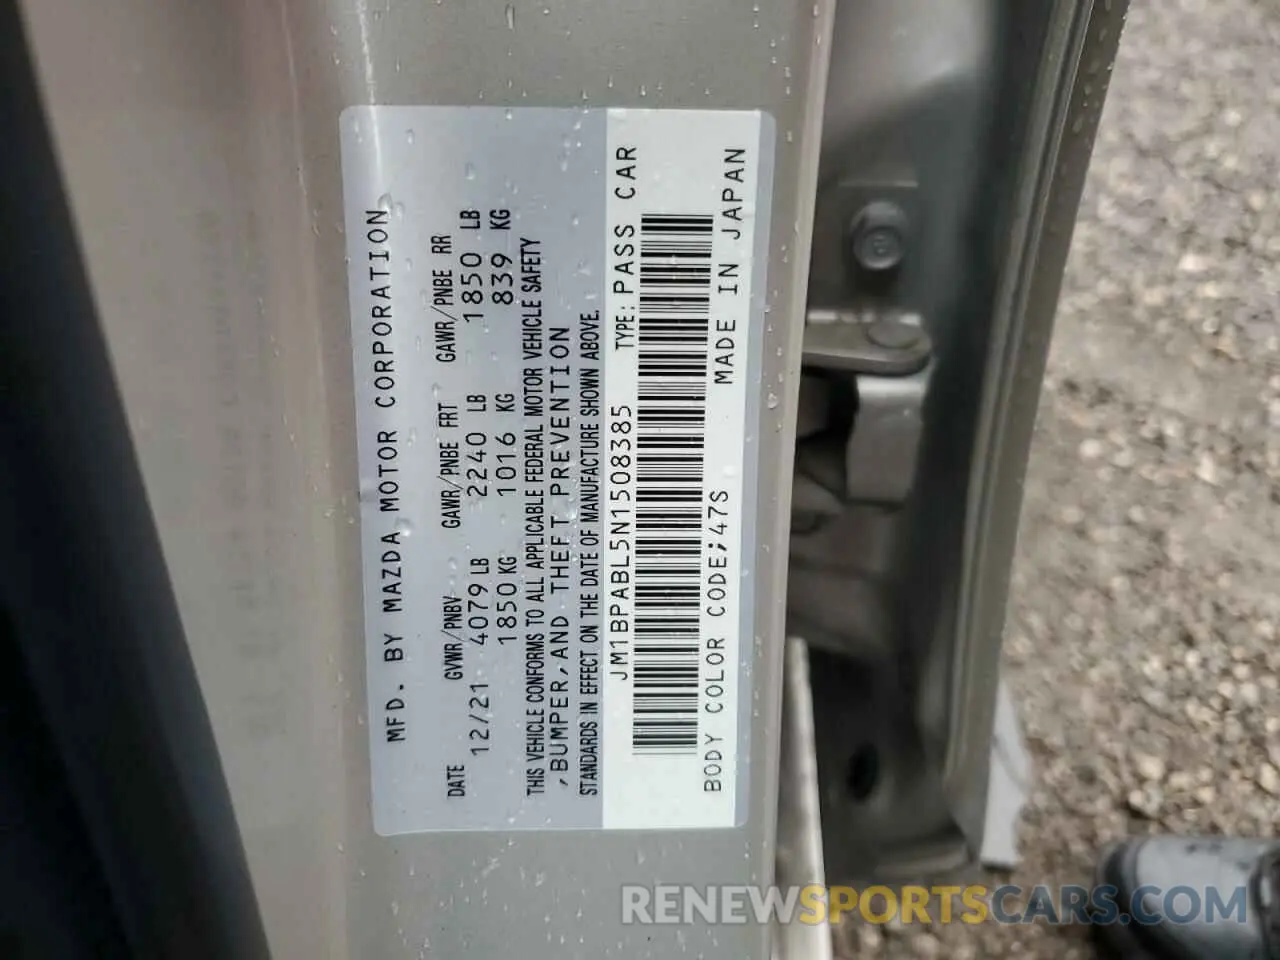 MFD. BY MAZDA MOTOR CORPORATION
DATE GVWR/PNBV GAWR/PNBE FRT GAWR/PNBE RR
12/21 4079 LB 2240 LB 1850 LB
1850 KG 1016 KG 839 KG
THIS VEHICLE CONFORMS TO ALL APPLICABLE FEDERAL MOTOR VEHICLE SAFETY
,BUMPER,AND THEFT PREVENTION
STANDARDS IN EFFECT ON THE DATE OF MANUFACTURE SHOWN ABOVE.
JM1BPABL5N1508385 TYPE: PASS CAR
BODY COLOR CODE;47S MADE IN JAPAN
RENEWSPORTSCARS.COM